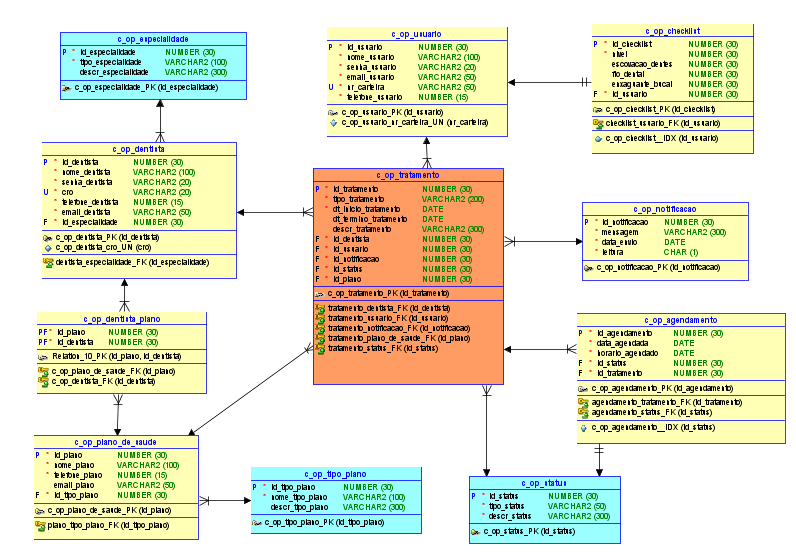 c_op_especialidade
P * id_especialidade NUMBER (30)
* tipo_especialidade VARCHAR2 (100)
descr_especialidade VARCHAR2 (300)
c_op_especialidade_PK (id_especialidade)
c_op_usuario
P * id_usuario NUMBER (30)
* nome_usuario VARCHAR2 (100)
* senha_usuario VARCHAR2 (20)
* email_usuario VARCHAR2 (50)
U * nr_carteira VARCHAR2 (50)
* telefone_usuario NUMBER (15)
c_op_usuario_PK (id_usuario)
c_op_usuario_nr_carteira_UN (nr_carteira)
c_op_checklist
P * id_checklist NUMBER (30)
* nivel NUMBER (30)
escovacao_dentes NUMBER (30)
fio_dental NUMBER (30)
enxaguante_bucal NUMBER (30)
F * id_usuario NUMBER (30)
c_op_checklist_PK (id_checklist)
checklist_usuario_FK (id_usuario)
c_op_checklist__IDX (id_usuario)
c_op_dentista
P * id_dentista NUMBER (30)
* nome_dentista VARCHAR2 (100)
* senha_dentista VARCHAR2 (20)
U * cro VARCHAR2 (20)
* telefone_dentista NUMBER (15)
* email_dentista VARCHAR2 (50)
F * id_especialidade NUMBER (30)
c_op_dentista_PK (id_dentista)
c_op_dentista_cro_UN (cro)
dentista_especialidade_FK (id_especialidade)
c_op_tratamento
P * id_tratamento NUMBER (30)
* tipo_tratamento VARCHAR2 (200)
* dt_inicio_tratamento DATE
dt_termino_tratamento DATE
descr_tratamento VARCHAR2 (300)
F * id_dentista NUMBER (30)
F * id_usuario NUMBER (30)
F * id_notificacao NUMBER (30)
F * id_status NUMBER (30)
F * id_plano NUMBER (30)
c_op_tratamento_PK (id_tratamento)
tratamento_dentista_FK (id_dentista)
tratamento_usuario_FK (id_usuario)
tratamento_notificacao_FK (id_notificacao)
tratamento_plano_de_saude_FK (id_plano)
tratamento_status_FK (id_status)
c_op_notificacao
P * id_notificacao NUMBER (30)
* mensagem VARCHAR2 (300)
* data_envio DATE
* leitura CHAR (1)
c_op_notificacao_PK (id_notificacao)
c_op_dentista_plano
PF * id_plano NUMBER (30)
PF * id_dentista NUMBER (30)
Relation_10_PK (id_plano, id_dentista)
c_op_plano_de_saude_FK (id_plano)
c_op_dentista_FK (id_dentista)
c_op_agendamento
P * id_agendamento NUMBER (30)
* data_agendada DATE
* horario_agendado DATE
F * id_status NUMBER (30)
F * id_tratamento NUMBER (30)
c_op_agendamento_PK (id_agendamento)
agendamento_tratamento_FK (id_tratamento)
agendamento_status_FK (id_status)
c_op_agendamento__IDX (id_status)
c_op_plano_de_saude
P * id_plano NUMBER (30)
* nome_plano VARCHAR2 (100)
* telefone_plano NUMBER (15)
email_plano VARCHAR2 (50)
F * id_tipo_plano NUMBER (30)
c_op_plano_de_saude_PK (id_plano)
plano_tipo_plano_FK (id_tipo_plano)
c_op_tipo_plano
P * id_tipo_plano NUMBER (30)
* nome_tipo_plano VARCHAR2 (100)
descr_tipo_plano VARCHAR2 (300)
c_op_tipo_plano_PK (id_tipo_plano)
c_op_status
P * id_status NUMBER (30)
* tipo_status VARCHAR2 (50)
* descr_status VARCHAR2 (300)
c_op_status_PK (id_status)